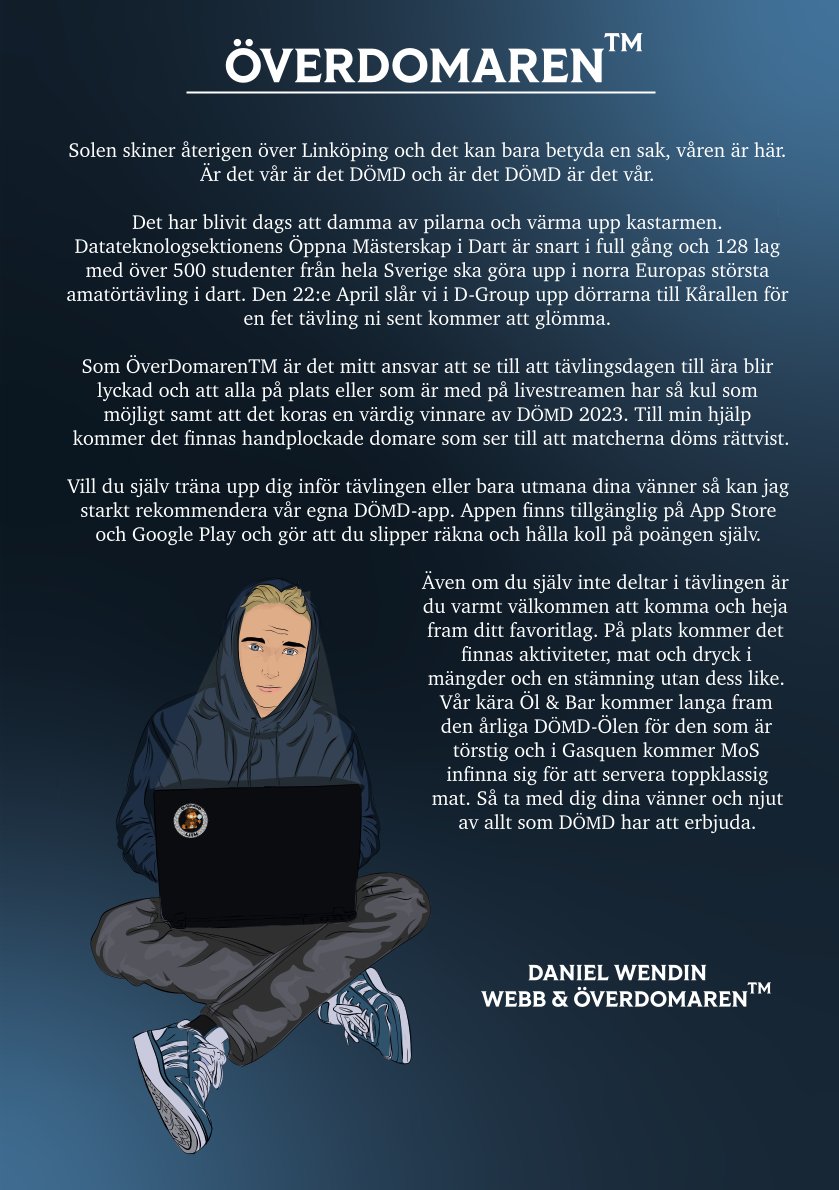 ÖVERDOMAREN™
Solen skiner återigen över Linköping och det kan bara betyda en sak, våren är här.
Är det vår är det DÖMD och är det DÖMD är det vår.
Det har blivit dags att damma av pilarna och värma upp kastarmen.
Datateknologsektionens Öppna Mästerskap i Dart är snart i full gång och 128 lag
med över 500 studenter från hela Sverige ska göra upp i norra Europas största
amatörtävling i dart. Den 22:e April slår vi i D-Group upp dörrarna till Kårallen för
en fet tävling ni sent kommer att glömma.
Som ÖverDomarenTM är det mitt ansvar att se till att tävlingsdagen till ära blir
lyckad och att alla på plats eller som är med på livestreamen har så kul som
möjligt samt att det koras en värdig vinnare av DÖMD 2023. Till min hjälp
kommer det finnas handplockade domare som ser till att matcherna döms rättvist.
Vill du själv träna upp dig inför tävlingen eller bara utmana dina vänner så kan jag
starkt rekommendera vår egna DÖMD-app. Appen finns tillgänglig på App Store
och Google Play och gör att du slipper räkna och hålla koll på poängen själv.
Även om du själv inte deltar i tävlingen är
du varmt välkommen att komma och heja
fram ditt favoritlag. På plats kommer det
finnas aktiviteter, mat och dryck i
mängder och en stämning utan dess like.
Vår kära Öl & Bar kommer langa fram
den årliga DÖMD-Ölen för den som är
törstig och i Gasquen kommer MoS
infinna sig för att servera toppklassig
mat. Så ta med dig dina vänner och njut
av allt som DÖMD har att erbjuda.
DANIEL WENDIN
WEBB & ÖVERDOMAREN™